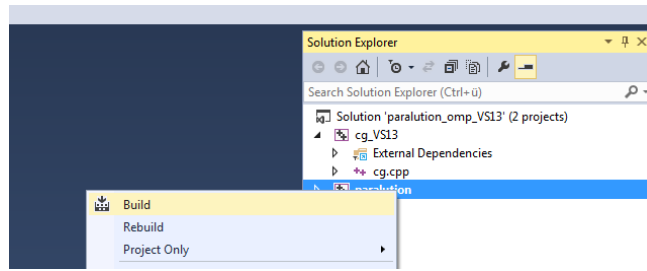 Solution Explorer
Search Solution Explorer (Ctrl+ü)
Solution 'paralution_omp_VS13' (2 projects)
cg_VS13
External Dependencies
cg.cpp
paralution
Build
Rebuild
Project Only